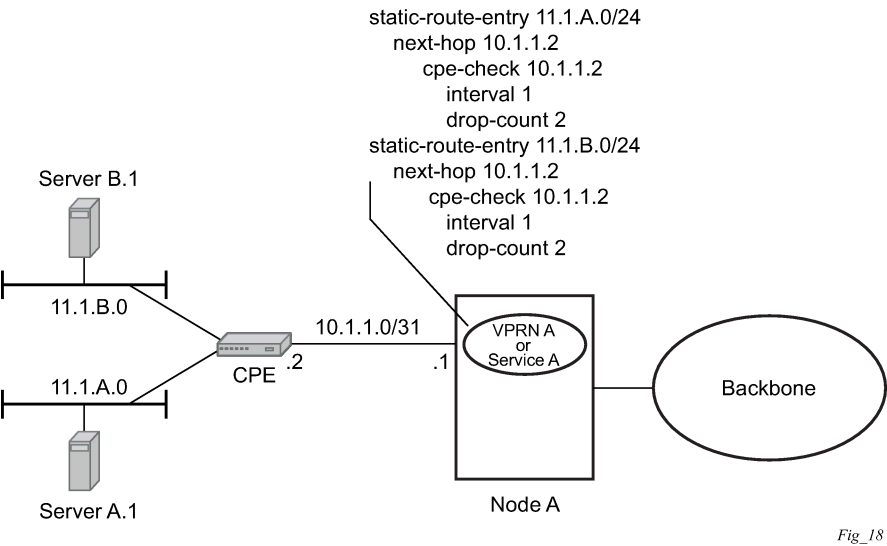 static-route-entry 11.1.A.0/24
next-hop 10.1.1.2
cpe-check 10.1.1.2
interval 1
drop-count 2
static-route-entry 11.1.B.0/24
next-hop 10.1.1.2
cpe-check 10.1.1.2
interval 1
drop-count 2
Server B.1
11.1.B.0
10.1.1.0/31
VPRN A
or
Service A
.2
.1
CPE
11.1.A.0
Backbone
Server A.1
Node A
Fig_18